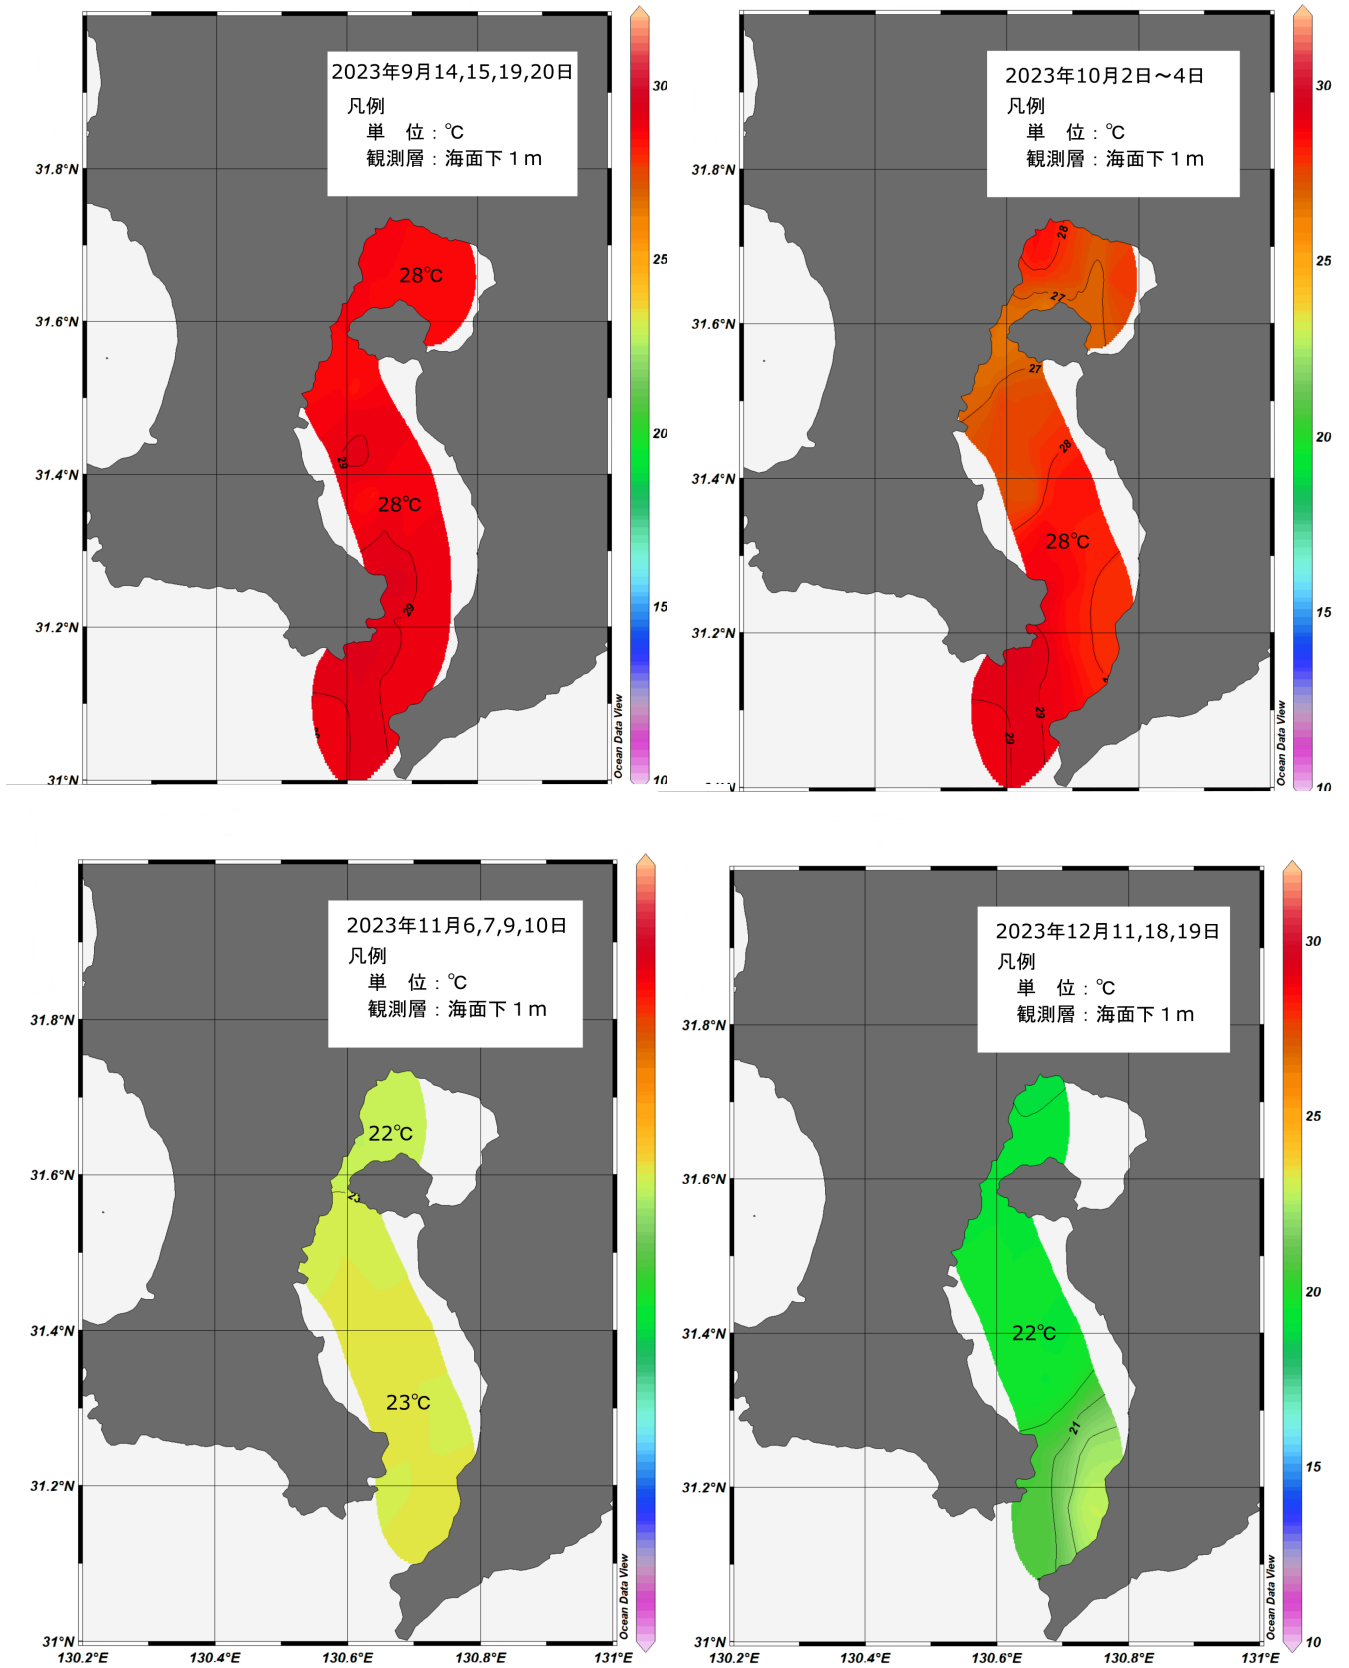 2023年9月14,15,19,20日
凡例
単　位：℃
観測層：海面下１ｍ
30
25
20
15
10
31.8°N
31.6°N
31.4°N
31.2°N
31°N
28℃
29
28℃
29
Ocean Data View
2023年10月2日～4日
凡例
単　位：℃
観測層：海面下１ｍ
30
25
20
15
10
31.8°N
31.6°N
31.4°N
31.2°N
28
27
27
28
28℃
29
29
Ocean Data View
2023年11月6,7,9,10日
凡例
単　位：℃
観測層：海面下１ｍ
31.8°N
31.6°N
31.4°N
31.2°N
31°N
22℃
23
23℃
130.2°E
130.4°E
130.6°E
130.8°E
131°E
Ocean Data View
2023年12月11,18,19日
凡例
単　位：℃
観測層：海面下１ｍ
30
25
20
15
10
31.8°N
31.6°N
31.4°N
31.2°N
31°N
22℃
21
130.2°E
130.4°E
130.6°E
130.8°E
131°E
Ocean Data View